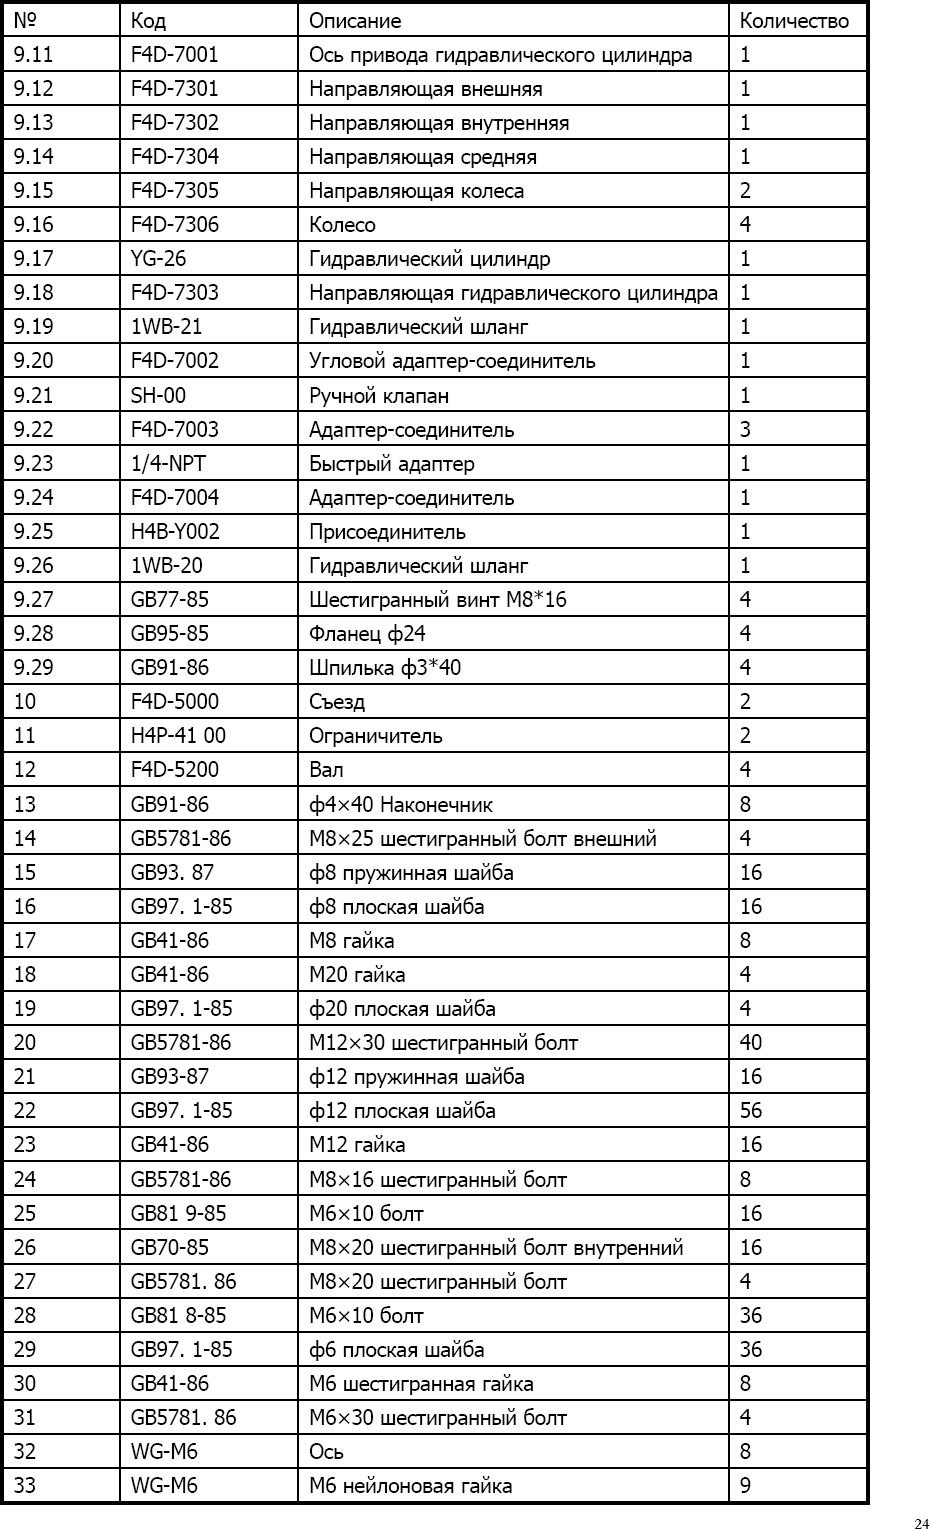 № Код Описание Количество
9.11 F4D-7001 Ось привода гидравлического цилиндра 1
9.12 F4D-7301 Направляющая внешняя 1
9.13 F4D-7302 Направляющая внутренняя 1
9.14 F4D-7304 Направляющая средняя 1
9.15 F4D-7305 Направляющая колеса 2
9.16 F4D-7306 Колесо 4
9.17 YG-26 Гидравлический цилиндр 1
9.18 F4D-7303 Направляющая гидравлического цилиндра 1
9.19 1WB-21 Гидравлический шланг 1
9.20 F4D-7002 Угловой адаптер-соединитель 1
9.21 SH-00 Ручной клапан 1
9.22 F4D-7003 Адаптер-соединитель 3
9.23 1/4-NPT Быстрый адаптер 1
9.24 F4D-7004 Адаптер-соединитель 1
9.25 H4B-Y002 Присоединитель 1
9.26 1WB-20 Гидравлический шланг 1
9.27 GB77-85 Шестигранный винт M8*16 4
9.28 GB95-85 Фланец ф24 4
9.29 GB91-86 Шпилька ф3*40 4
10 F4D-5000 Съезд 2
11 H4P-41 00 Ограничитель 2
12 F4D-5200 Вал 4
13 GB91-86 ф4×40 Наконечник 8
14 GB5781-86 M8×25 шестигранный болт внешний 4
15 GB93. 87 ф8 пружинная шайба 16
16 GB97. 1-85 ф8 плоская шайба 16
17 GB41-86 M8 гайка 8
18 GB41-86 M20 гайка 4
19 GB97. 1-85 ф20 плоская шайба 4
20 GB5781-86 M12×30 шестигранный болт 40
21 GB93-87 ф12 пружинная шайба 16
22 GB97. 1-85 ф12 плоская шайба 56
23 GB41-86 M12 гайка 16
24 GB5781-86 M8×16 шестигранный болт 8
25 GB81 9-85 M6×10 болт 16
26 GB70-85 M8×20 шестигранный болт внутренний 16
27 GB5781. 86 M8×20 шестигранный болт 4
28 GB81 8-85 M6×10 болт 36
29 GB97. 1-85 ф6 плоская шайба 36
30 GB41-86 M6 шестигранная гайка 8
31 GB5781. 86 M6×30 шестигранный болт 4
32 WG-M6 Ось 8
33 WG-M6 M6 нейлоновая гайка 9
24